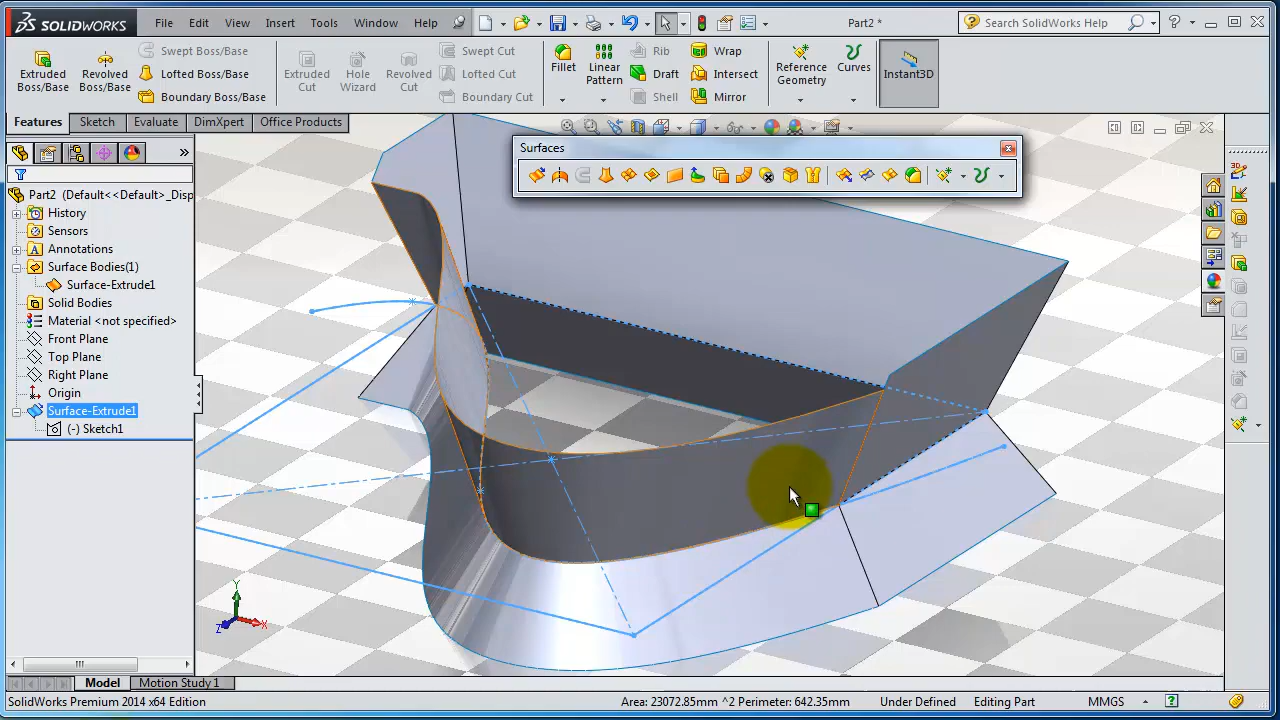 SOLIDWORKS File Edit View Insert Tools Window Help Part2 * Search SolidWorks Help
Extruded Boss/Base
Revolved Boss/Base
Swept Boss/Base
Lofted Boss/Base
Boundary Boss/Base
Extruded Cut
Hole Wizard
Revolved Cut
Swept Cut
Lofted Cut
Boundary Cut
Fillet
Linear Pattern
Rib
Draft
Shell
Wrap
Intersect
Mirror
Reference Geometry
Curves
Instant3D
Features Sketch Evaluate DimXpert Office Products
Surfaces
Part2 (Default<<Default>_Disp
History
Sensors
Annotations
Surface Bodies(1)
Surface-Extrude1
Solid Bodies
Material <not specified>
Front Plane
Top Plane
Right Plane
Origin
Surface-Extrude1
(-) Sketch1
Y
X
Z
Model Motion Study 1
SolidWorks Premium 2014 x64 Edition Area: 23072.85mm ^2 Perimeter: 642.35mm Under Defined Editing Part MMGS